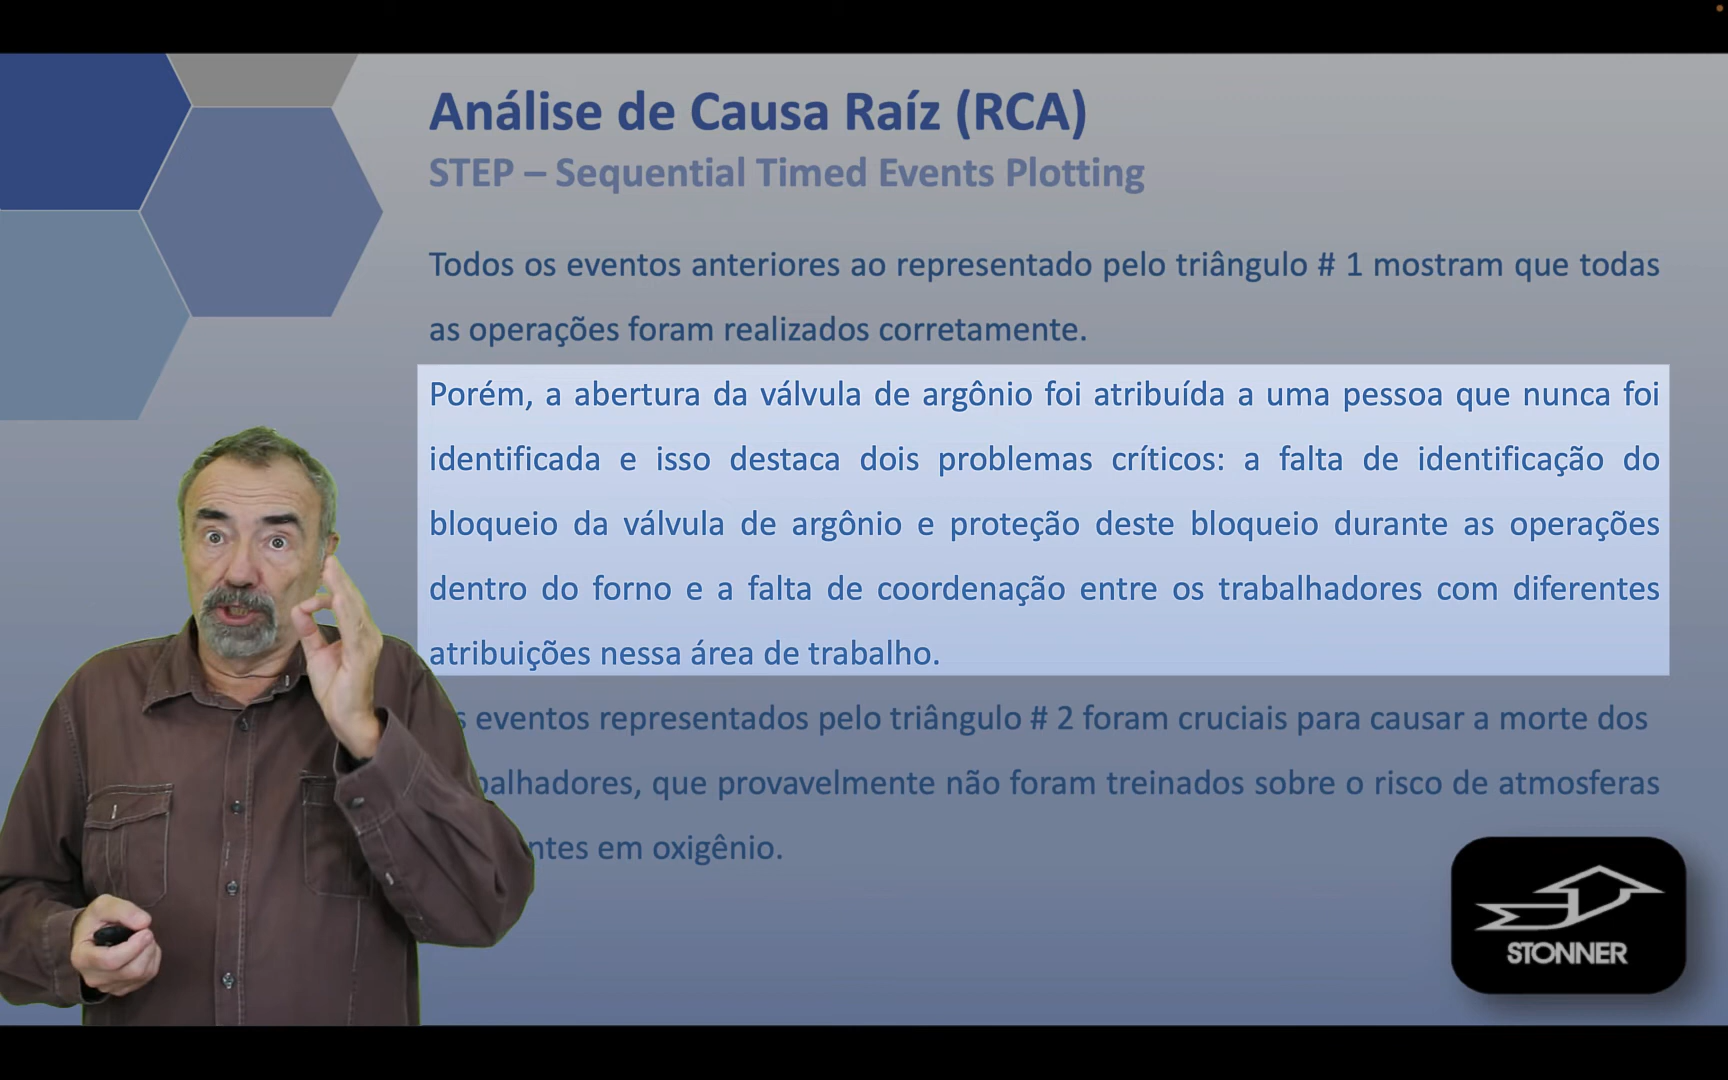 Análise de Causa Raíz (RCA)
STEP – Sequential Timed Events Plotting
Todos os eventos anteriores ao representado pelo triângulo # 1 mostram que todas
as operações foram realizados corretamente.
Porém, a abertura da válvula de argônio foi atribuída a uma pessoa que nunca foi
identificada e isso destaca dois problemas críticos: a falta de identificação do
bloqueio da válvula de argônio e proteção deste bloqueio durante as operações
dentro do forno e a falta de coordenação entre os trabalhadores com diferentes
atribuições nessa área de trabalho.
eventos representados pelo triângulo # 2 foram cruciais para causar a morte dos
que provavelmente não foram treinados sobre o risco de atmosferas
em oxigênio.
STONNER